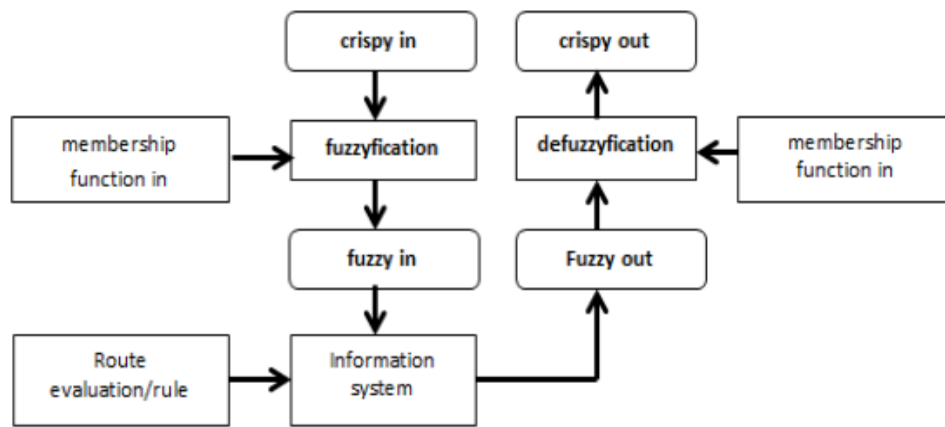 crispy in
crispy out
membership
function in
fuzzyfication
defuzzyfication
membership
function in
fuzzy in
Fuzzy out
Route
evaluation/rule
Information
system